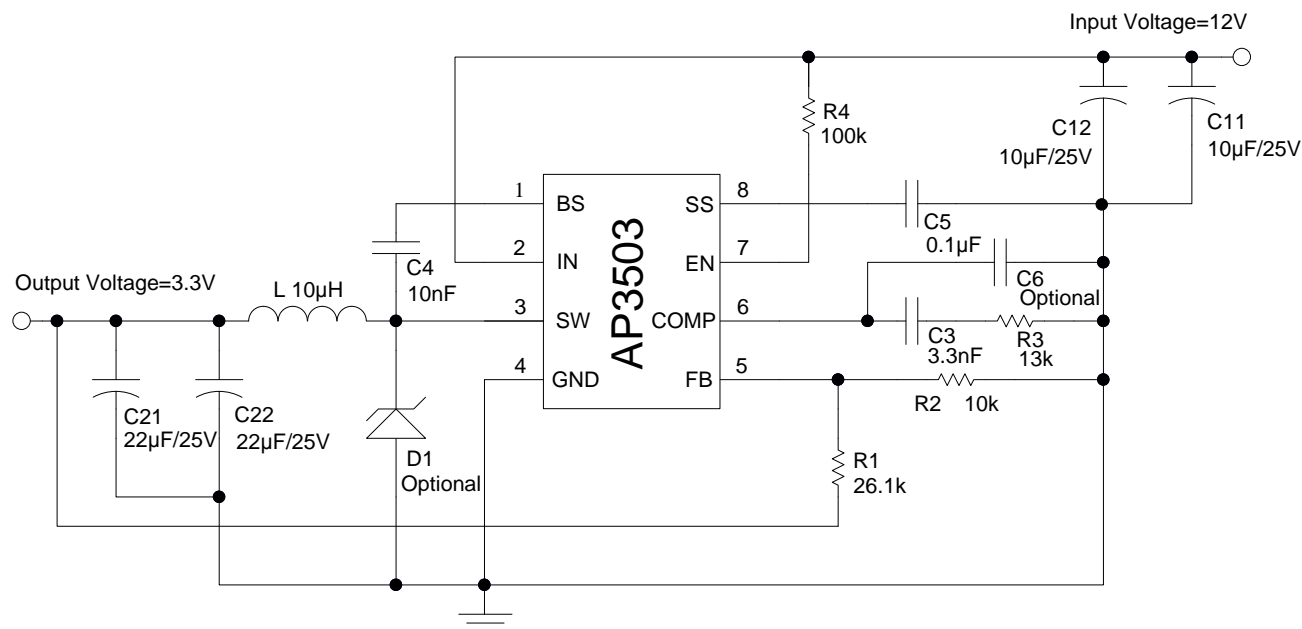 Input Voltage=12V
R4
100k
C12
10µF/25V
C11
10µF/25V
1
BS
SS
8
C5
0.1µF
2
IN
EN
7
C4
10nF
AP3503
C6
Optional
Output Voltage=3.3V
L 10µH
3
SW
COMP
6
C3
3.3nF
R3
13k
4
GND
FB
5
R2 10k
C21
22µF/25V
C22
22µF/25V
D1
Optional
R1
26.1k